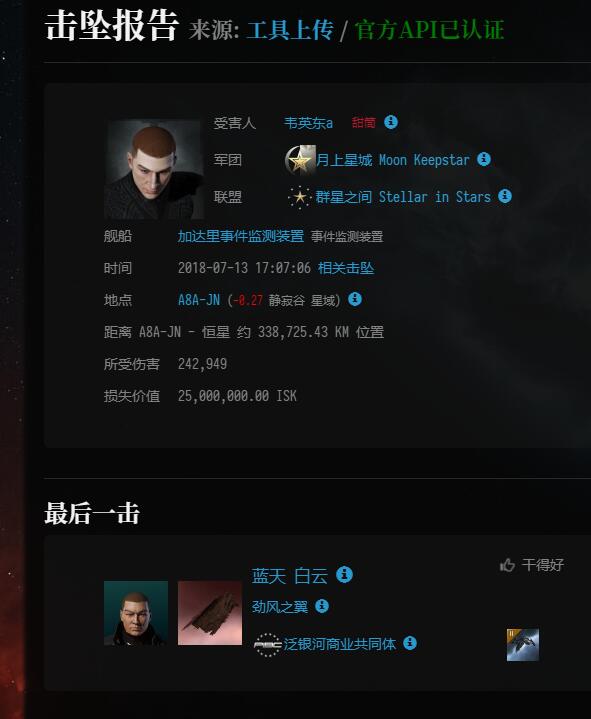 击坠报告 来源: 工具上传 / 官方API已认证
受害人 韦英东a 甜筒
军团 月上星城 Moon Keepstar
联盟 群星之间 Stellar in Stars
舰船 加达里事件监测装置 事件监测装置
时间 2018-07-13 17:07:06 相关击坠
地点 A8A-JN (-0.27 静寂谷 星域)
距离 A8A-JN - 恒星 约 338,725.43 KM 位置
所受伤害 242,949
损失价值 25,000,000.00 ISK
最后一击
干得好
蓝天 白云
劲风之翼
PBC 泛银河商业共同体
II